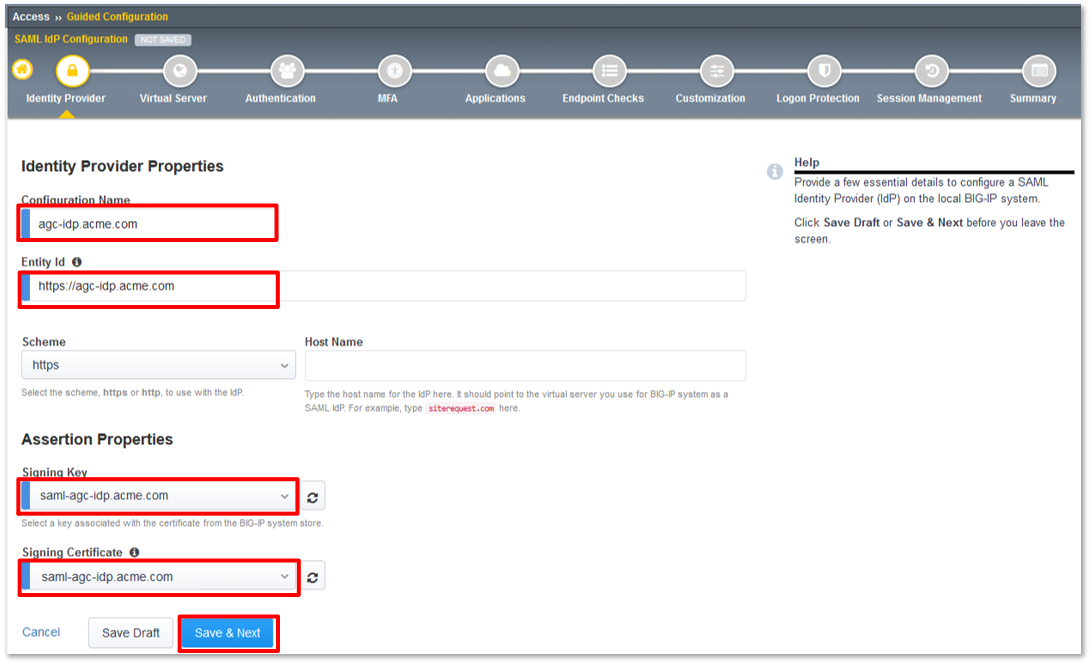 Access ›› Guided Configuration
SAML IdP Configuration NOT SAVED
Identity Provider Virtual Server Authentication MFA Applications Endpoint Checks Customization Logon Protection Session Management Summary
Identity Provider Properties
Configuration Name
agc-idp.acme.com
Entity Id
https://agc-idp.acme.com
Scheme
https
Select the scheme, https or http, to use with the IdP.
Host Name
Type the host name for the IdP here. It should point to the virtual server you use for BIG-IP system as a
SAML IdP. For example, type siterequest.com here.
Assertion Properties
Signing Key
saml-agc-idp.acme.com
Select a key associated with the certificate from the BIG-IP system store.
Signing Certificate
saml-agc-idp.acme.com
Cancel Save Draft Save & Next
Help
Provide a few essential details to configure a SAML
Identity Provider (IdP) on the local BIG-IP system.
Click Save Draft or Save & Next before you leave the
screen.